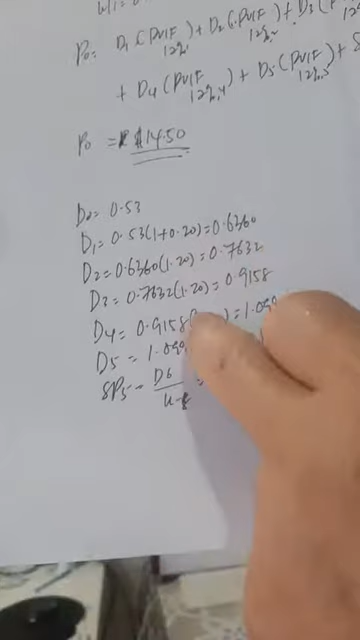 P₀ = D₁(PVIF 12%,1) + D₂(PVIF 12%,2) + D₃(P
+ D₄(PVIF 12%,4) + D₅(PVIF 12%,5) +
P₀ = $14.50
D₀ = 0.53
D₁ = 0.53(1+0.20) = 0.6360
D₂ = 0.6360(1.20) = 0.7632
D₃ = 0.7632(1.20) = 0.9158
D₄ = 0.9158( ) = 1.09
D₅ = 1.09
SP₅ = D6
k-g